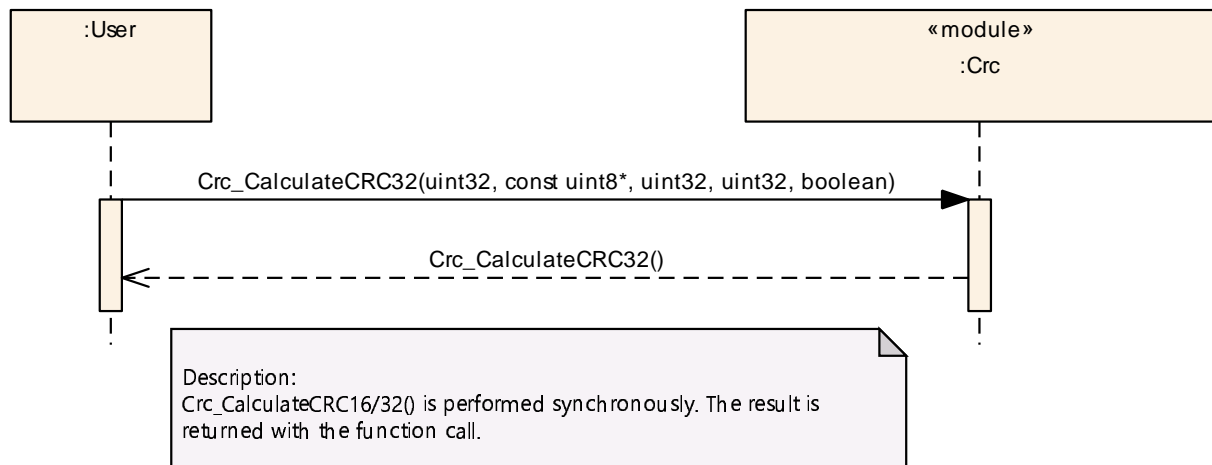 :User
«module»
:Crc
Crc_CalculateCRC32(uint32, const uint8*, uint32, uint32, boolean)
Crc_CalculateCRC32()
Description:
Crc_CalculateCRC16/32() is performed synchronously. The result is
returned with the function call.